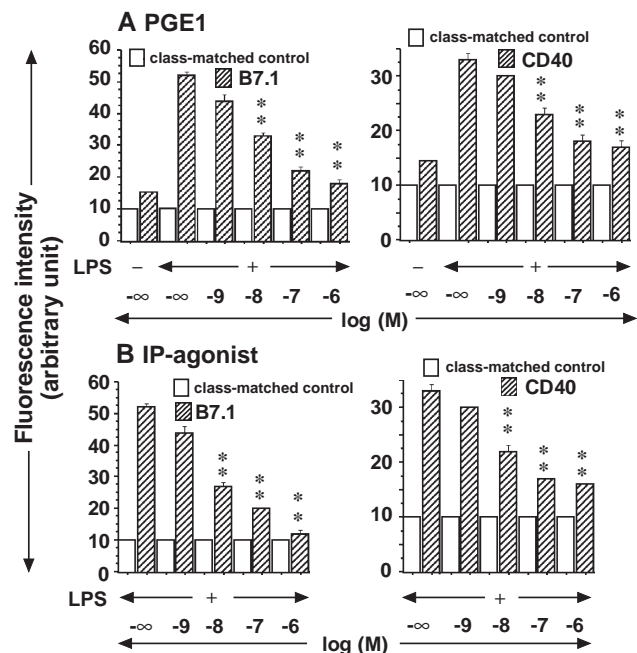 A PGE1
Fluorescence intensity
(arbitrary unit)
60
50
40
30
20
10
0
class-matched control
B7.1
* * * * * *
30
20
10
0
class-matched control
CD40
* * * * * *
LPS − + − +
-∞ -∞ -9 -8 -7 -6 -∞ -∞ -9 -8 -7 -6
log (M)
B IP-agonist
60
50
40
30
20
10
0
class-matched control
B7.1
* * * * * *
30
20
10
0
class-matched control
CD40
* * * * * *
LPS + +
-∞ -9 -8 -7 -6 -∞ -9 -8 -7 -6
log (M)